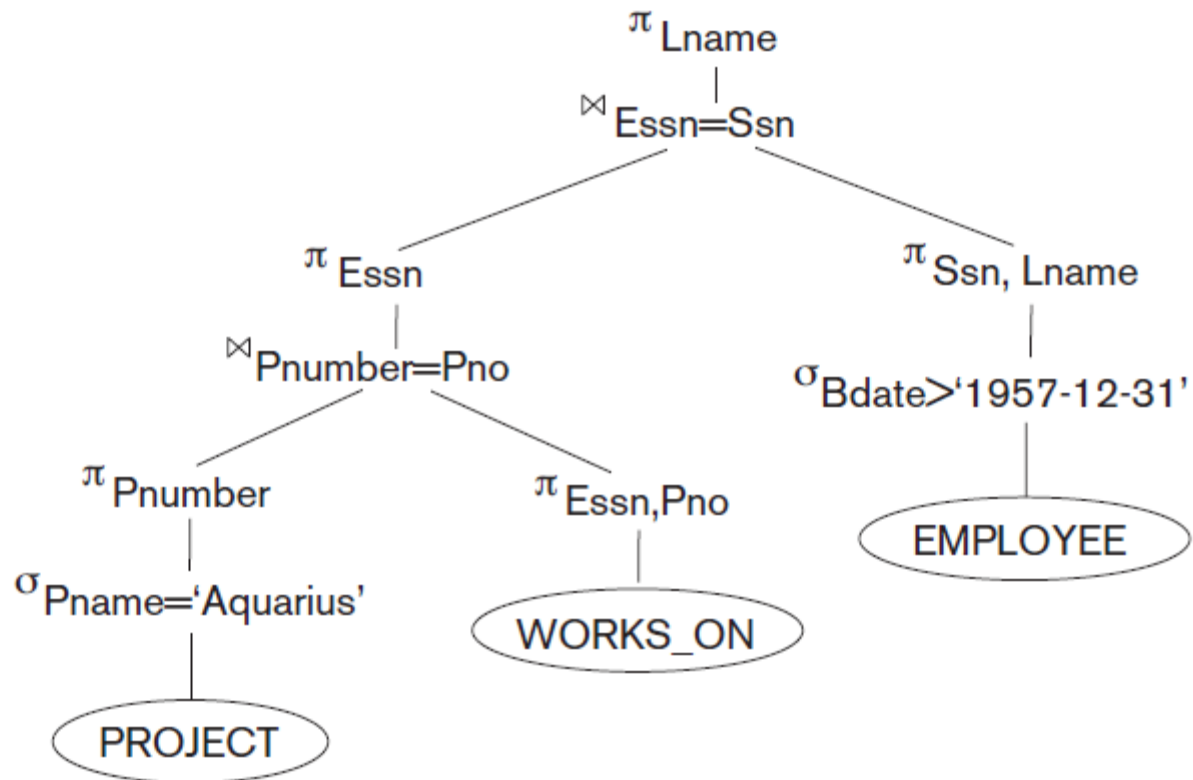 π Lname
⋈ Essn=Ssn
π Essn
π Ssn, Lname
⋈ Pnumber=Pno
σ Bdate>‘1957-12-31’
π Pnumber
π Essn,Pno
EMPLOYEE
σ Pname=‘Aquarius’
WORKS_ON
PROJECT